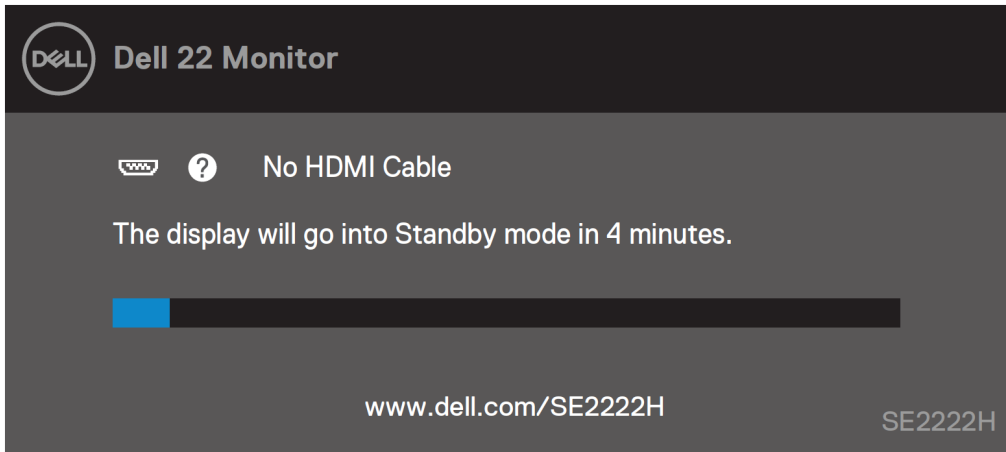 DELL
Dell 22 Monitor
? No HDMI Cable
The display will go into Standby mode in 4 minutes.
www.dell.com/SE2222H
SE2222H